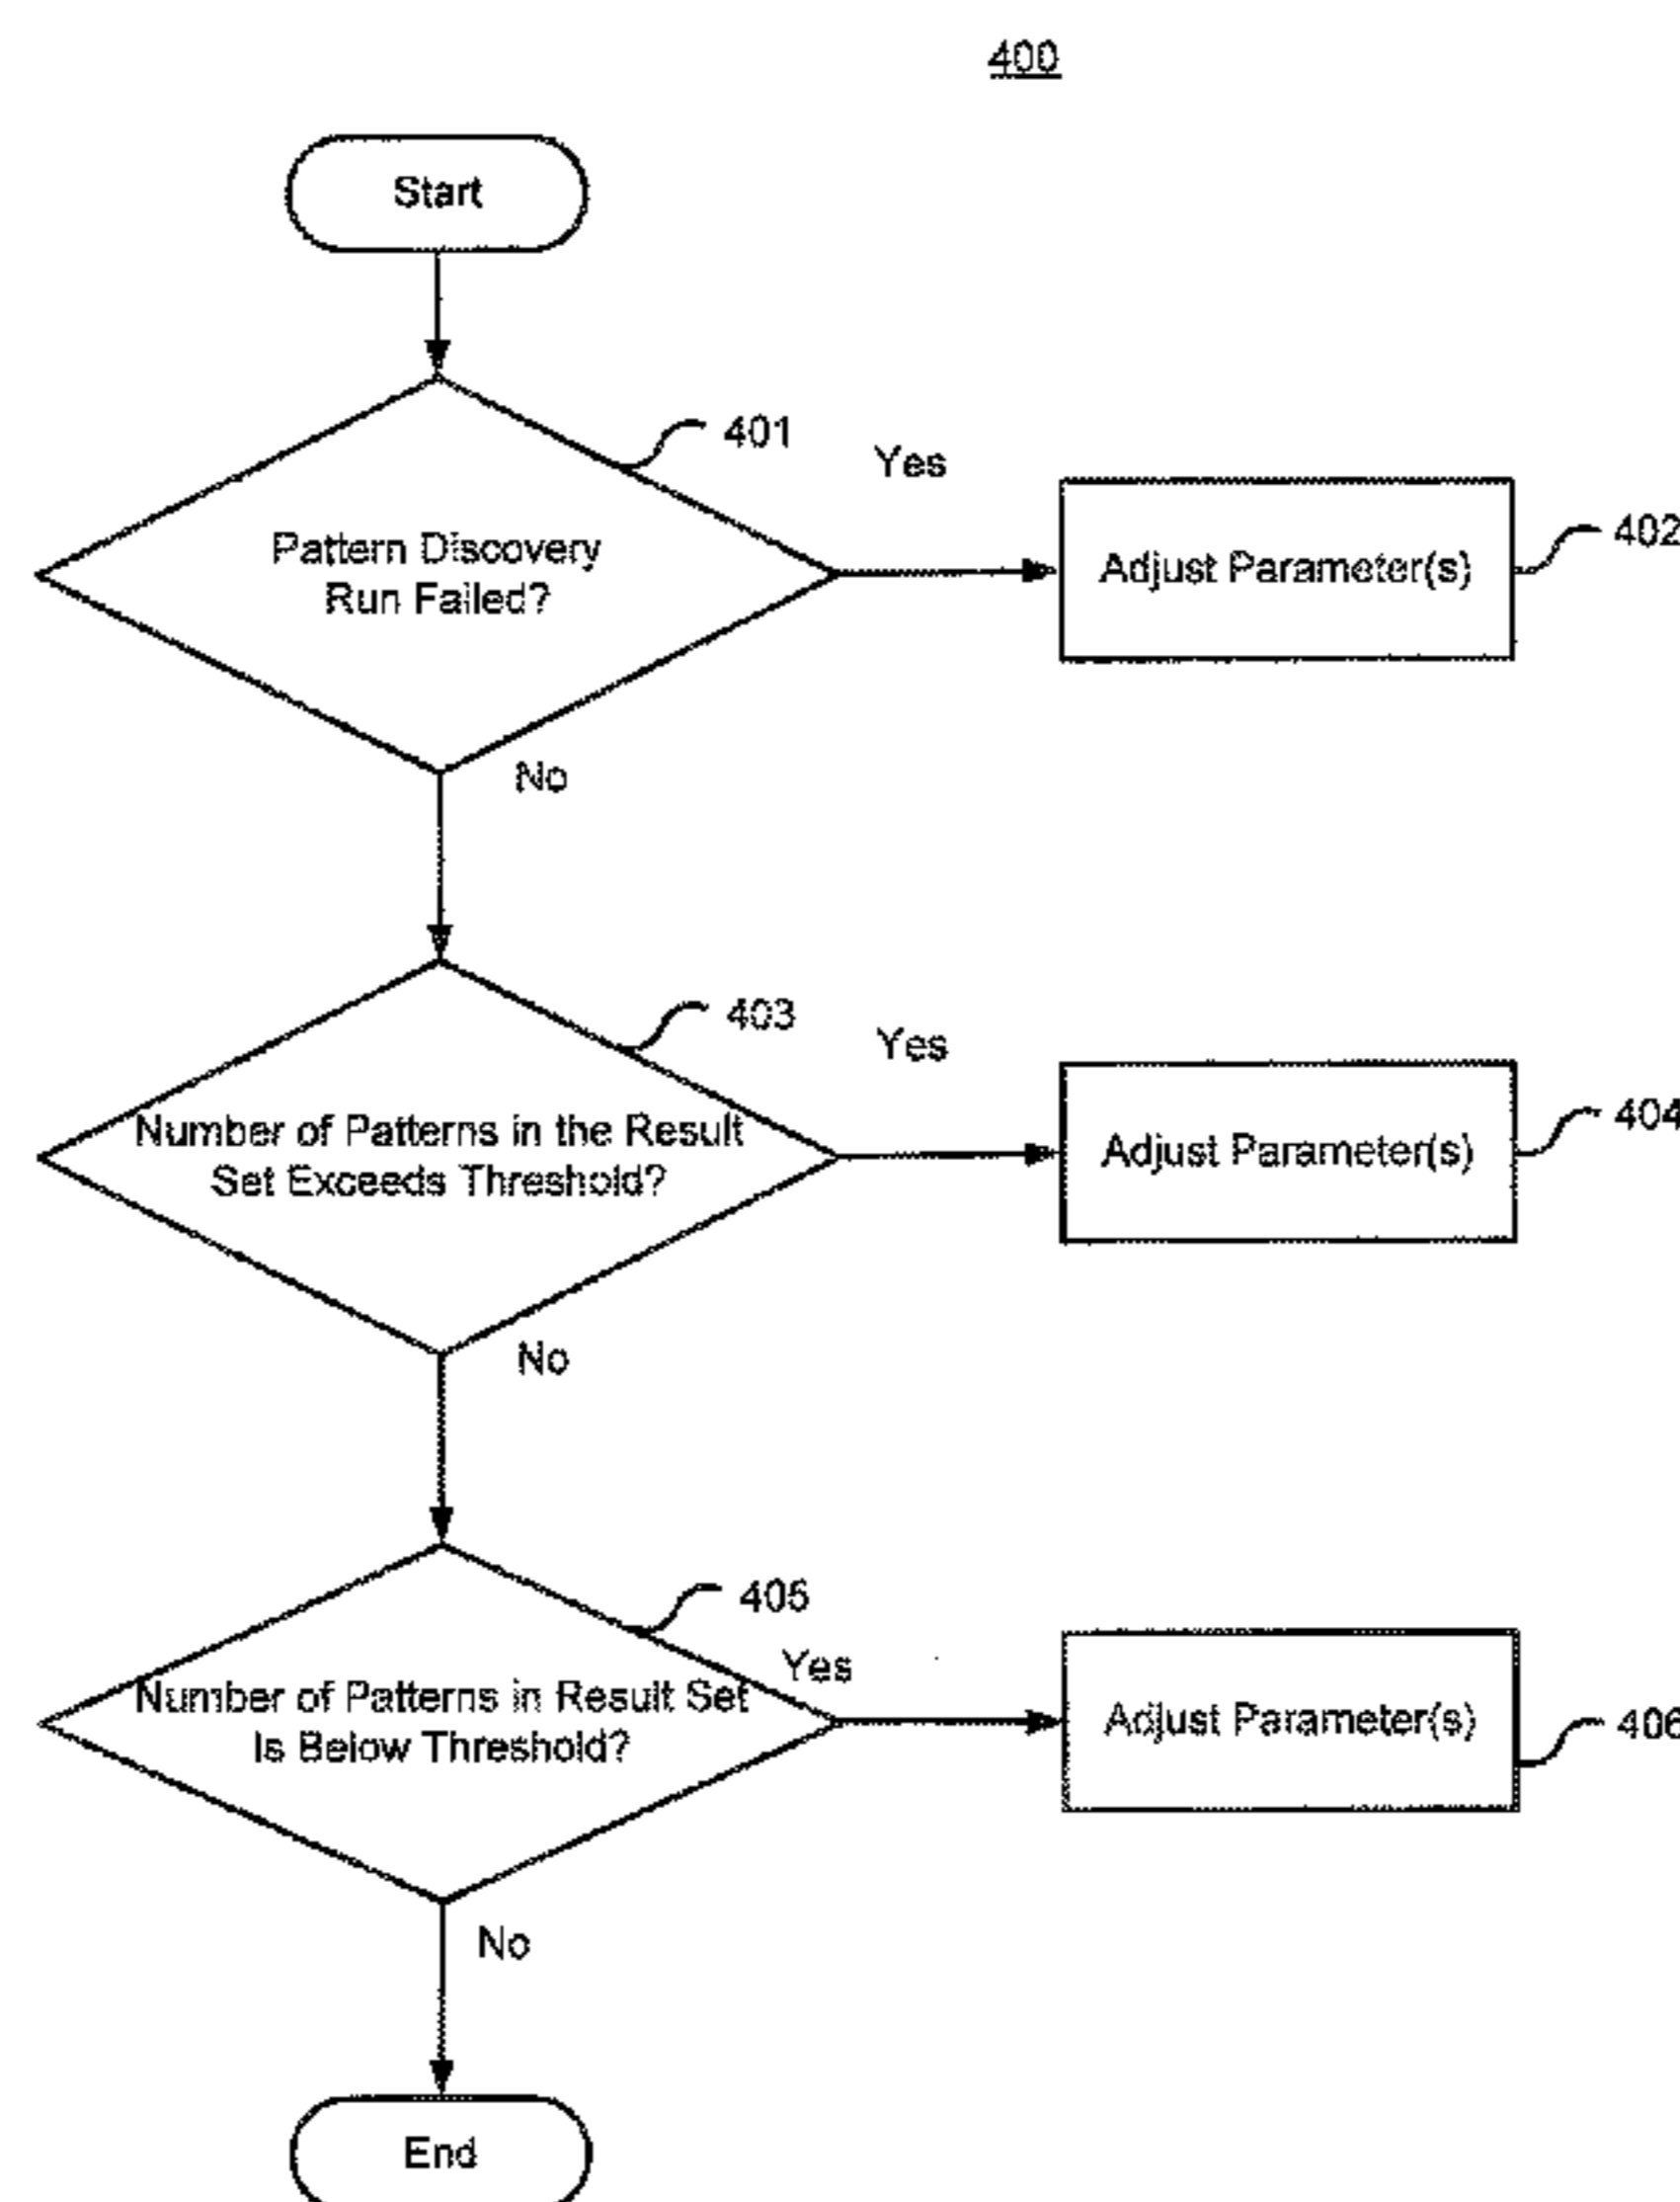 400
Start
401
Yes
Pattern Discovery
Run Failed?
Adjust Parameter(s)
402
No
403
Yes
Number of Patterns in the Result
Set Exceeds Threshold?
Adjust Parameter(s)
404
No
405
Yes
Number of Patterns in Result Set
Is Below Threshold?
Adjust Parameter(s)
406
No
End